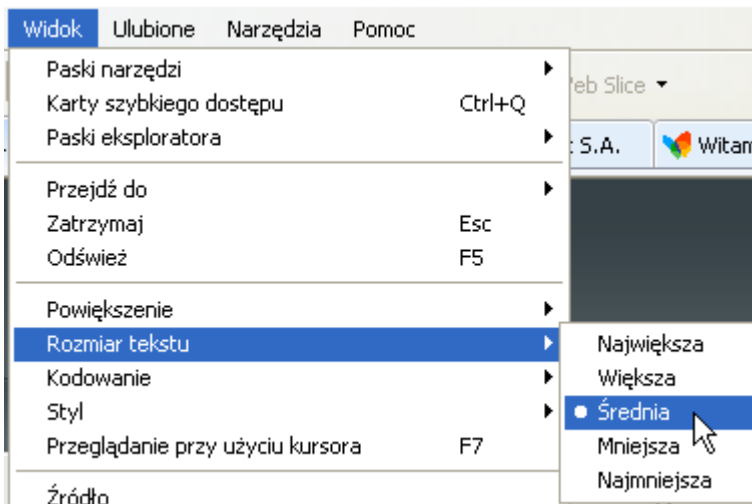 Widok Ulubione Narzędzia Pomoc
Paski narzędzi
Karty szybkiego dostępu Ctrl+Q
Paski eksploratora
Web Slice
S.A. Witam
Przejdź do
Zatrzymaj Esc
Odśwież F5
Powiększenie
Rozmiar tekstu
Kodowanie
Styl
Przeglądanie przy użyciu kursora F7
Źródło
Największa
Większa
Średnia
Mniejsza
Najmniejsza